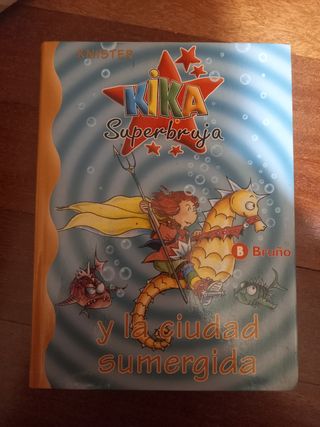 KNISTER
KiKA
Superbruja
B Bruño
y la ciudad
sumergida